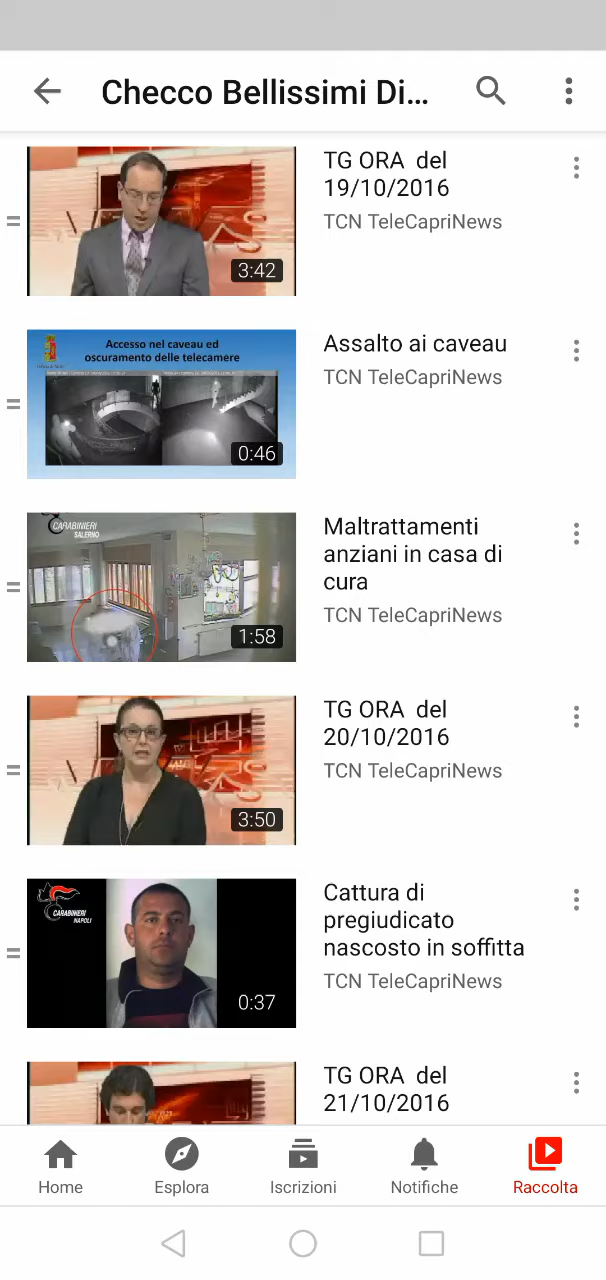 Checco Bellissimi Di...
TG ORA del
19/10/2016
TCN TeleCapriNews
3:42
Accesso nel caveau ed
oscuramento delle telecamere
0:46
Assalto ai caveau
TCN TeleCapriNews
CARABINIERI
SALERNO
1:58
Maltrattamenti
anziani in casa di
cura
TCN TeleCapriNews
3:50
TG ORA del
20/10/2016
TCN TeleCapriNews
CARABINIERI
NAPOLI
0:37
Cattura di
pregiudicato
nascosto in soffitta
TCN TeleCapriNews
TG ORA del
21/10/2016
Home
Esplora
Iscrizioni
Notifiche
Raccolta